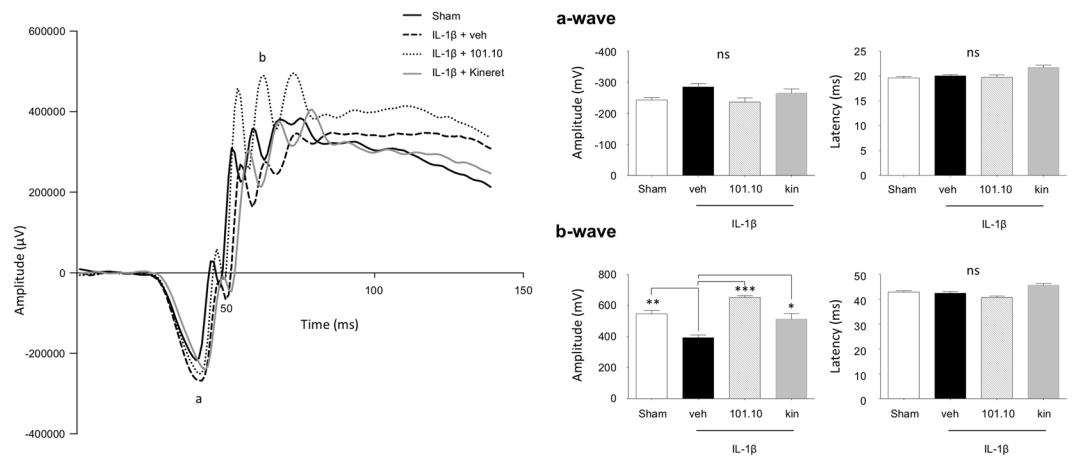 600000
400000
200000
0
-200000
-400000
Amplitude (µV)
50
100
150
Time (ms)
a
b
Sham
IL-1β + veh
IL-1β + 101.10
IL-1β + Kineret
a-wave
-400
-300
-200
-100
0
Amplitude (mV)
ns
Sham
veh
101.10
kin
IL-1β
25
20
15
10
5
0
Latency (ms)
ns
Sham
veh
101.10
kin
IL-1β
b-wave
800
600
400
200
0
Amplitude (mV)
**
***
*
Sham
veh
101.10
kin
IL-1β
50
40
30
20
10
0
Latency (ms)
ns
Sham
veh
101.10
kin
IL-1β